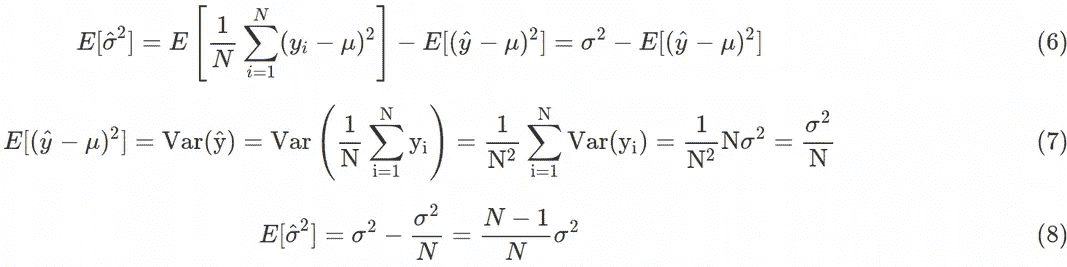 E[σ̂²] = E[1/N ∑_{i=1}^{N} (y_i − μ)²] − E[(ŷ − μ)²] = σ² − E[(ŷ − μ)²] (6)
E[(ŷ − μ)²] = Var(ŷ) = Var(1/N ∑_{i=1}^{N} y_i) = 1/N² ∑_{i=1}^{N} Var(y_i) = 1/N² Nσ² = σ²/N (7)
E[σ̂²] = σ² − σ²/N = (N − 1)/N σ² (8)